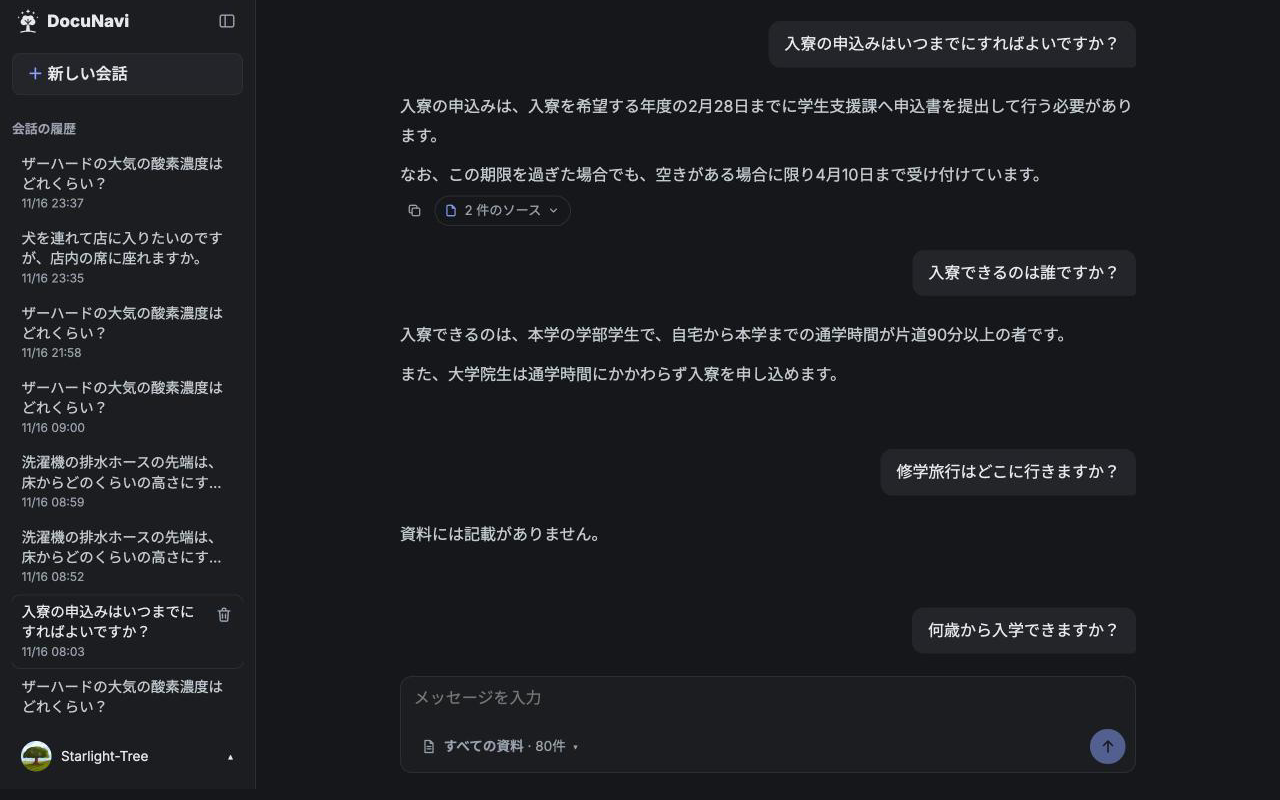 DocuNavi
+ 新しい会話
会話の履歴
ザーハードの大気の酸素濃度は
どれくらい？
11/16 23:37
犬を連れて店に入りたいのです
が、店内の席に座れますか。
11/16 23:35
ザーハードの大気の酸素濃度は
どれくらい？
11/16 21:58
ザーハードの大気の酸素濃度は
どれくらい？
11/16 09:00
洗濯機の排水ホースの先端は、
床からどのくらいの高さにす...
11/16 08:59
洗濯機の排水ホースの先端は、
床からどのくらいの高さにす...
11/16 08:52
入寮の申込みはいつまでに
すればよいですか？
11/16 08:03
ザーハードの大気の酸素濃度は
どれくらい？
Starlight-Tree
入寮の申込みはいつまでにすればよいですか？
入寮の申込みは、入寮を希望する年度の2月28日までに学生支援課へ申込書を提出して行う必要があり
ます。
なお、この期限を過ぎた場合でも、空きがある場合に限り4月10日まで受け付けています。
2 件のソース
入寮できるのは誰ですか？
入寮できるのは、本学の学部学生で、自宅から本学までの通学時間が片道90分以上の者です。
また、大学院生は通学時間にかかわらず入寮を申し込めます。
修学旅行はどこに行きますか？
資料には記載がありません。
何歳から入学できますか？
メッセージを入力
すべての資料 · 80件